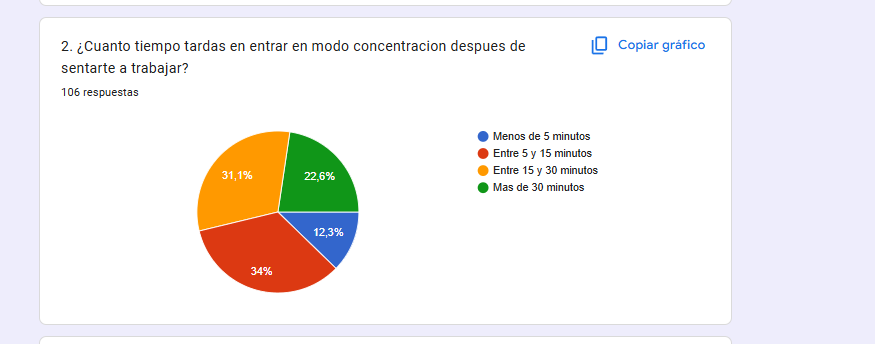 2. ¿Cuanto tiempo tardas en entrar en modo concentracion despues de
sentarte a trabajar?
Copiar gráfico
106 respuestas
31,1%
22,6%
12,3%
34%
Menos de 5 minutos
Entre 5 y 15 minutos
Entre 15 y 30 minutos
Mas de 30 minutos